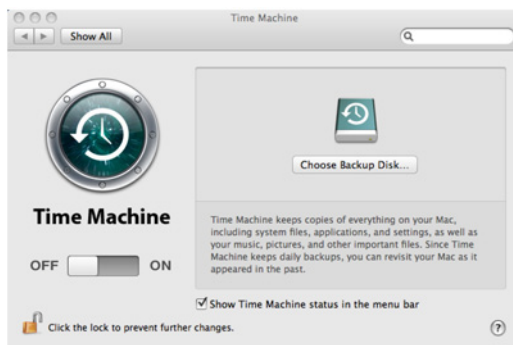 Time Machine
Show All
Choose Backup Disk...
Time Machine
Time Machine keeps copies of everything on your Mac,
including system files, applications, and settings, as well as
your music, pictures, and other important files. Since Time
Machine keeps daily backups, you can revisit your Mac as it
appeared in the past.
OFF ON
Show Time Machine status in the menu bar
Click the lock to prevent further changes.
?